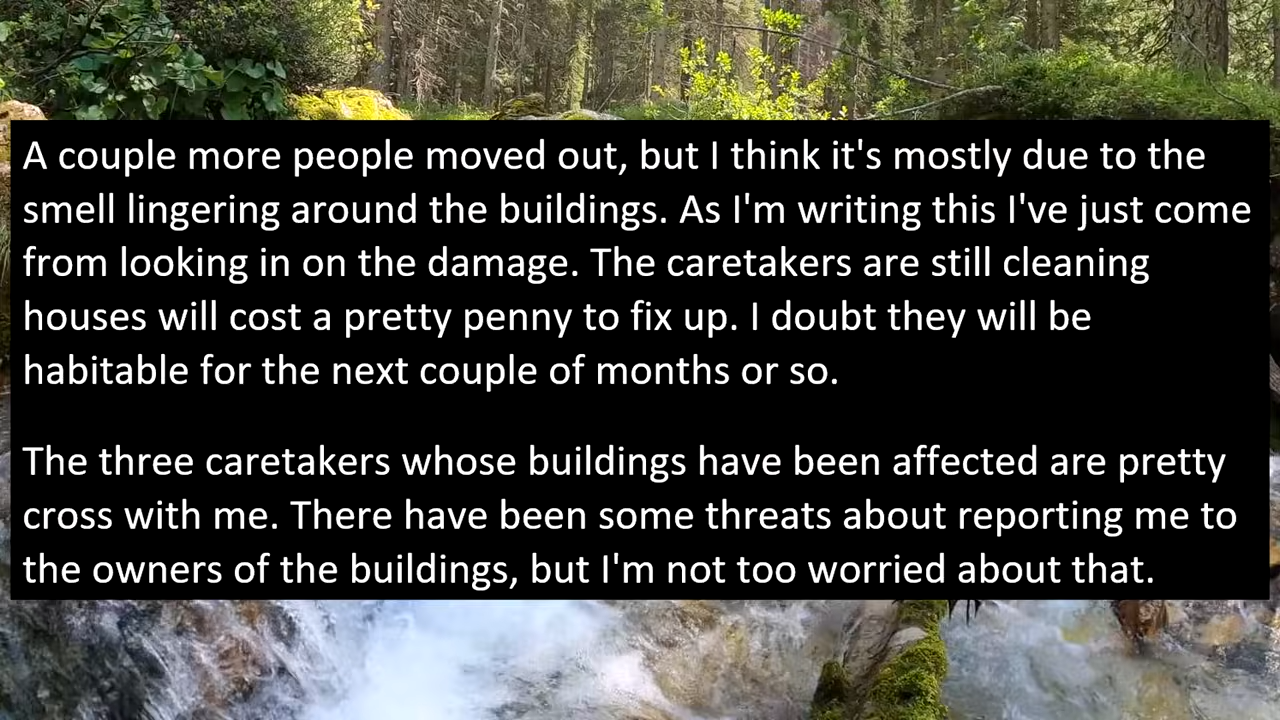 A couple more people moved out, but I think it's mostly due to the
smell lingering around the buildings. As I'm writing this I've just come
from looking in on the damage. The caretakers are still cleaning
houses will cost a pretty penny to fix up. I doubt they will be
habitable for the next couple of months or so.
The three caretakers whose buildings have been affected are pretty
cross with me. There have been some threats about reporting me to
the owners of the buildings, but I'm not too worried about that.